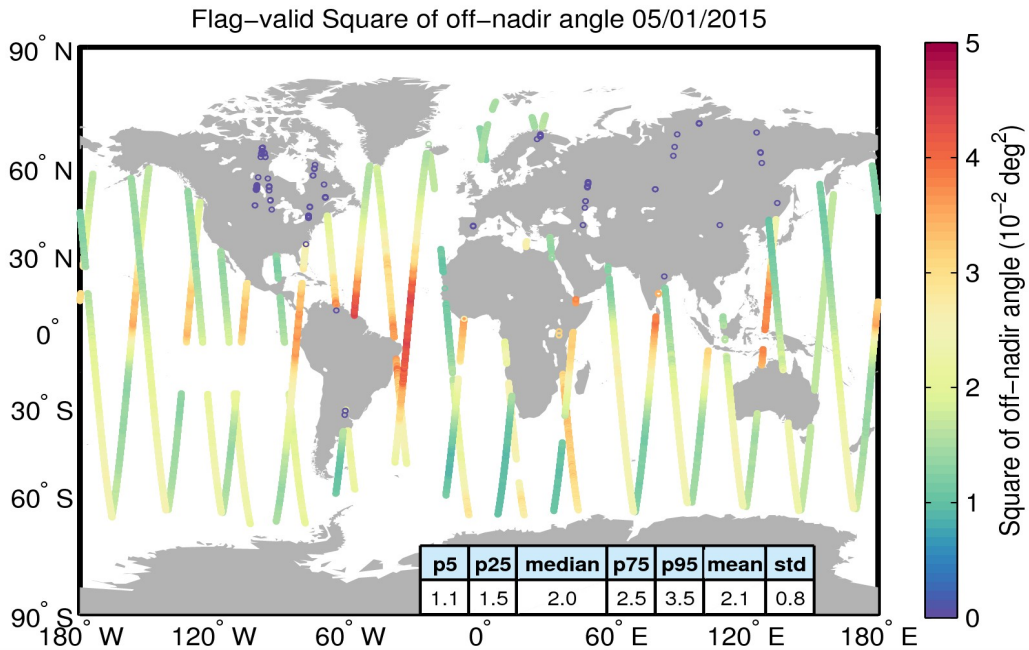 Flag-valid Square of off-nadir angle 05/01/2015
90° N
60° N
30° N
0°
30° S
60° S
90° S
180° W
120° W
60° W
0°
60° E
120° E
180° E
p5 p25 median p75 p95 mean std
1.1 1.5 2.0 2.5 3.5 2.1 0.8
5
4
3
2
1
0
Square of off-nadir angle (10⁻² deg²)